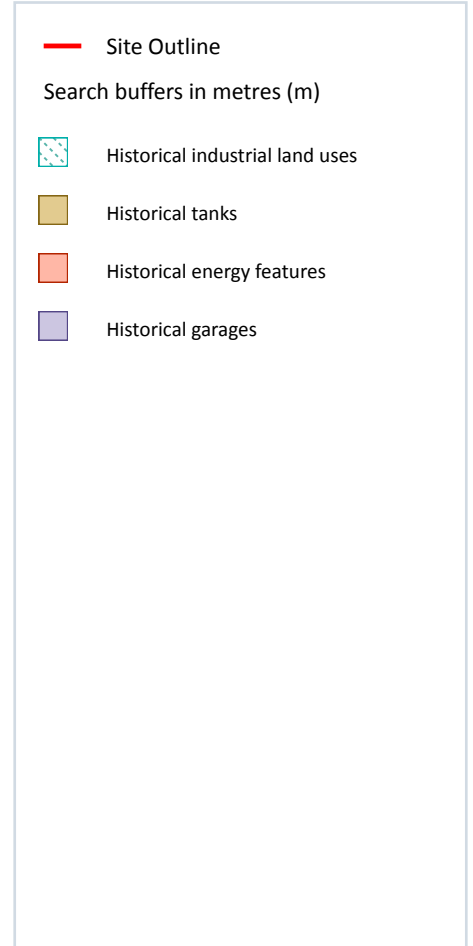 Site Outline
Search buffers in metres (m)
Historical industrial land uses
Historical tanks
Historical energy features
Historical garages